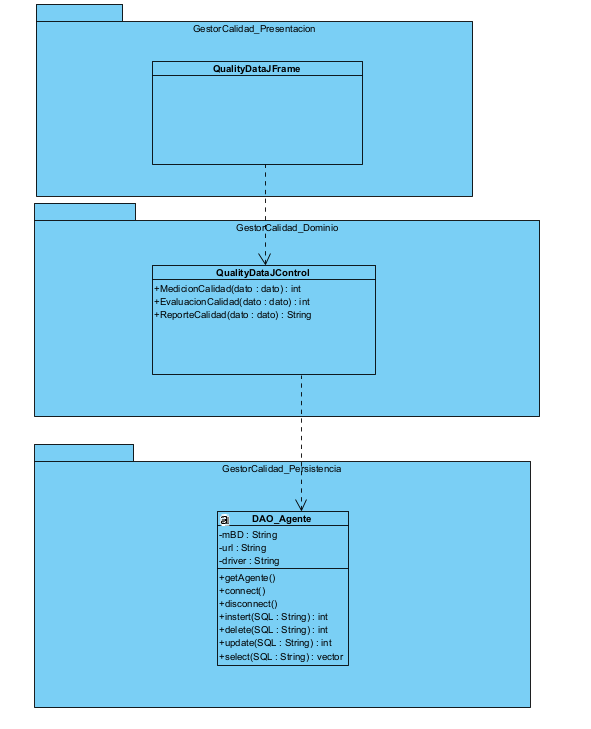 GestorCalidad_Presentacion
QualityDataJFrame
GestorCalidad_Dominio
QualityDataJControl
+MedicionCalidad(dato : dato) : int
+EvaluacionCalidad(dato : dato) : int
+ReporteCalidad(dato : dato) : String
GestorCalidad_Persistencia
a DAO_Agente
-mBD : String
-url : String
-driver : String
+getAgente()
+connect()
+disconnect()
+instert(SQL : String) : int
+delete(SQL : String) : int
+update(SQL : String) : int
+select(SQL : String) : vector